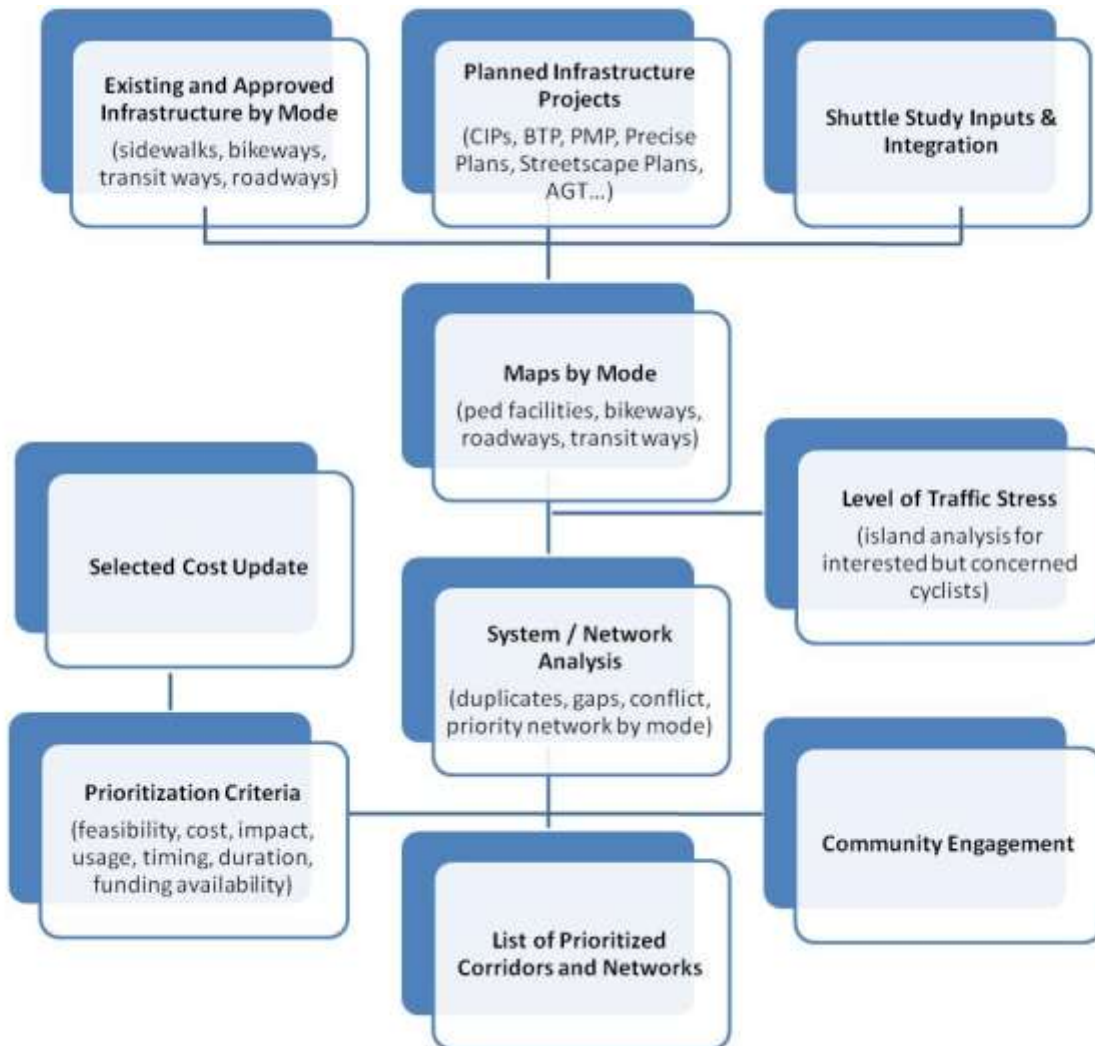 Existing and Approved
Infrastructure by Mode
(sidewalks, bikeways,
transit ways, roadways)
Planned Infrastructure
Projects
(CIPs, BTP, PMP, Precise
Plans, Streetscape Plans,
AGT...)
Shuttle Study Inputs &
Integration
Maps by Mode
(ped facilities, bikeways,
roadways, transit ways)
Level of Traffic Stress
(island analysis for
interested but concerned
cyclists)
Selected Cost Update
System / Network
Analysis
(duplicates, gaps, conflict,
priority network by mode)
Prioritization Criteria
(feasibility, cost, impact,
usage, timing, duration,
funding availability)
Community Engagement
List of Prioritized
Corridors and Networks